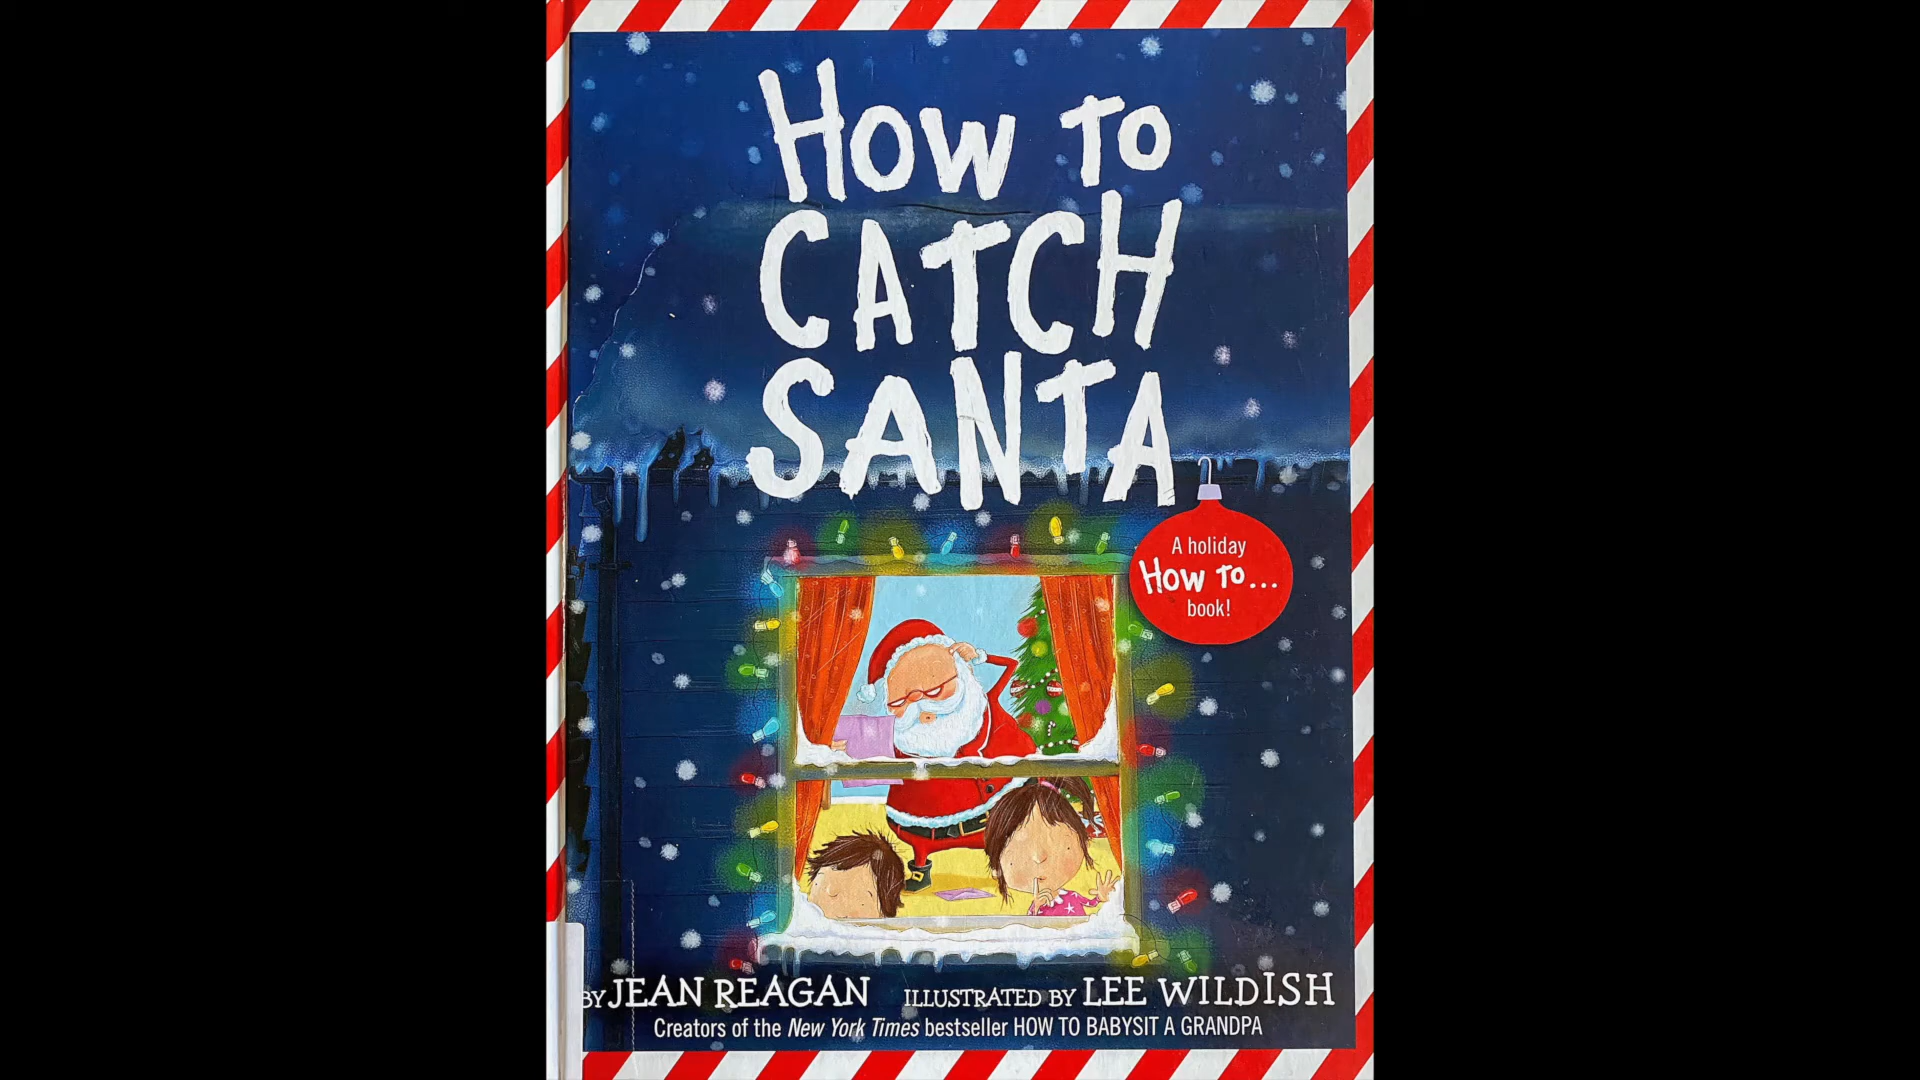 How to
CATCH
SANTA
A holiday
How to...
book!
BY JEAN REAGAN ILLUSTRATED BY LEE WILDISH
Creators of the New York Times bestseller HOW TO BABYSIT A GRANDPA